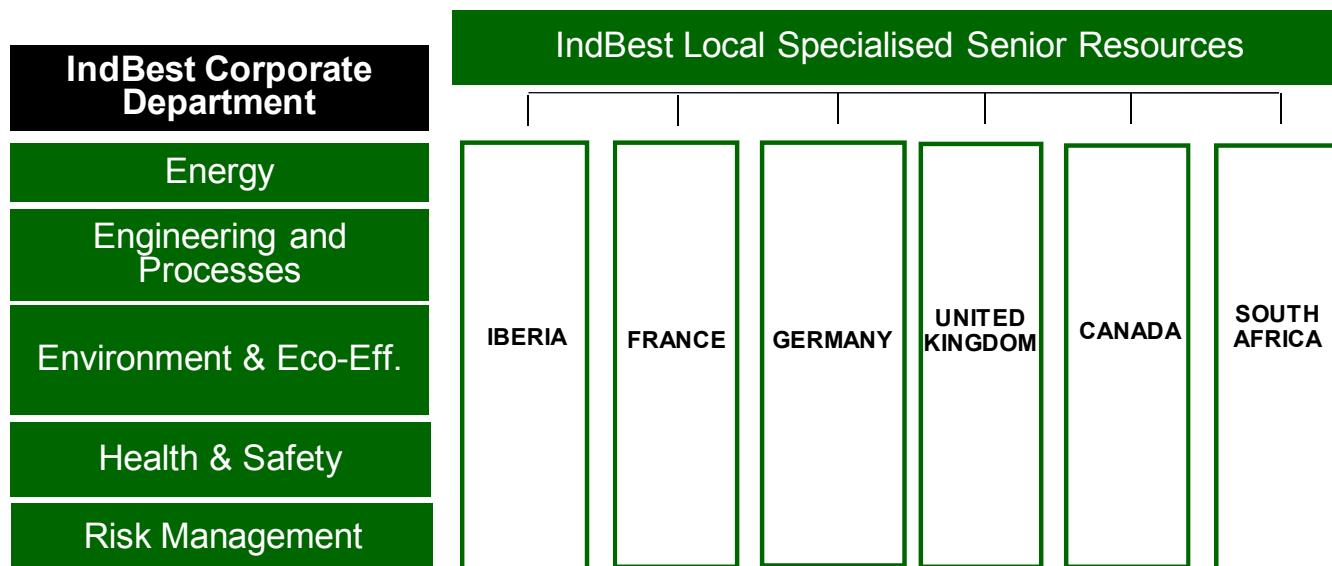 IndBest Corporate
Department
IndBest Local Specialised Senior Resources
Energy
Engineering and
Processes
Environment & Eco-Eff.
Health & Safety
Risk Management
IBERIA
FRANCE
GERMANY
UNITED
KINGDOM
CANADA
SOUTH
AFRICA